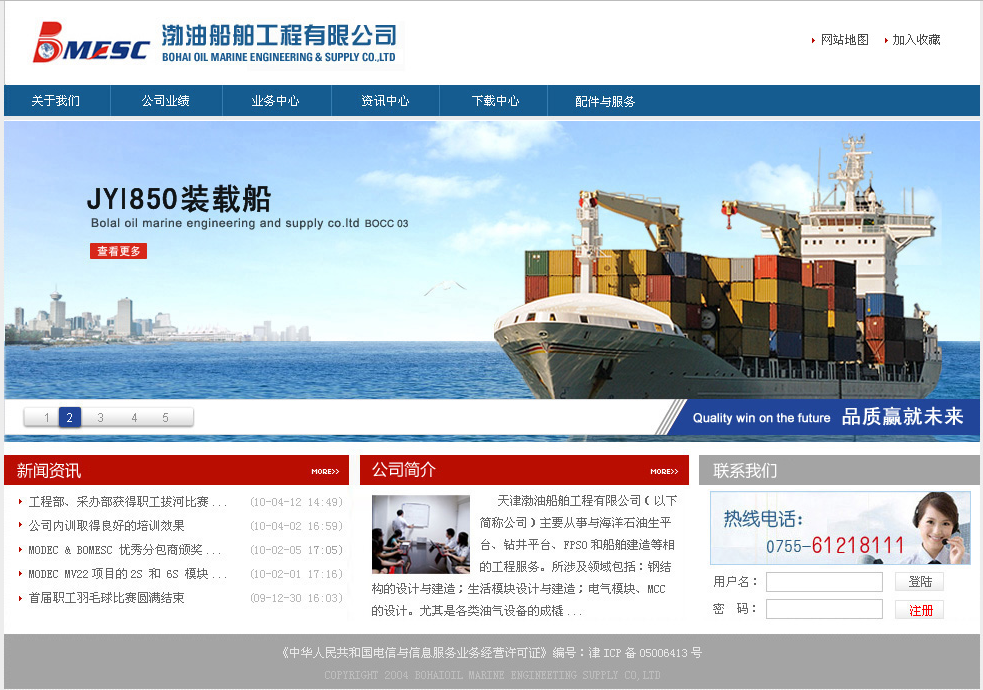 BMESC
渤油船舶工程有限公司
BOHAI OIL MARINE ENGINEERING & SUPPLY CO.,LTD
网站地图 加入收藏
关于我们 公司业绩 业务中心 资讯中心 下载中心 配件与服务
JYI850装载船
Bolal oil marine engineering and supply co.ltd BOCC 03
查看更多
1 2 3 4 5
Quality win on the future 品质赢就未来
新闻资讯 MORE>>
工程部、采办部获得职工拔河比赛... (10-04-12 14:49)
公司内训取得良好的培训效果 (10-04-02 16:59)
MODEC & BOMESC 优秀分包商颁奖... (10-02-05 17:05)
MODEC MV22项目的2S 和 6S 模块... (10-02-01 17:16)
首届职工羽毛球比赛圆满结束 (09-12-30 16:03)
公司简介 MORE>>
天津渤油船舶工程有限公司(以下
简称公司)主要从事与海洋石油生平
台、钻井平台、FPSO和船舶建造等相
的工程服务。所涉及领域包括：钢结
构的设计与建造；生活模块设计与建造；电气模块、MCC
的设计。尤其是各类油气设备的成橇...
联系我们
热线电话：
0755-61218111
用户名： 登陆
密 码： 注册
《中华人民共和国电信与信息服务业务经营许可证》编号：津 ICP 备 05006413 号
COPYRIGHT 2004 BOHAIOIL MARINE ENGINEETING SUPPLY CO,LTD